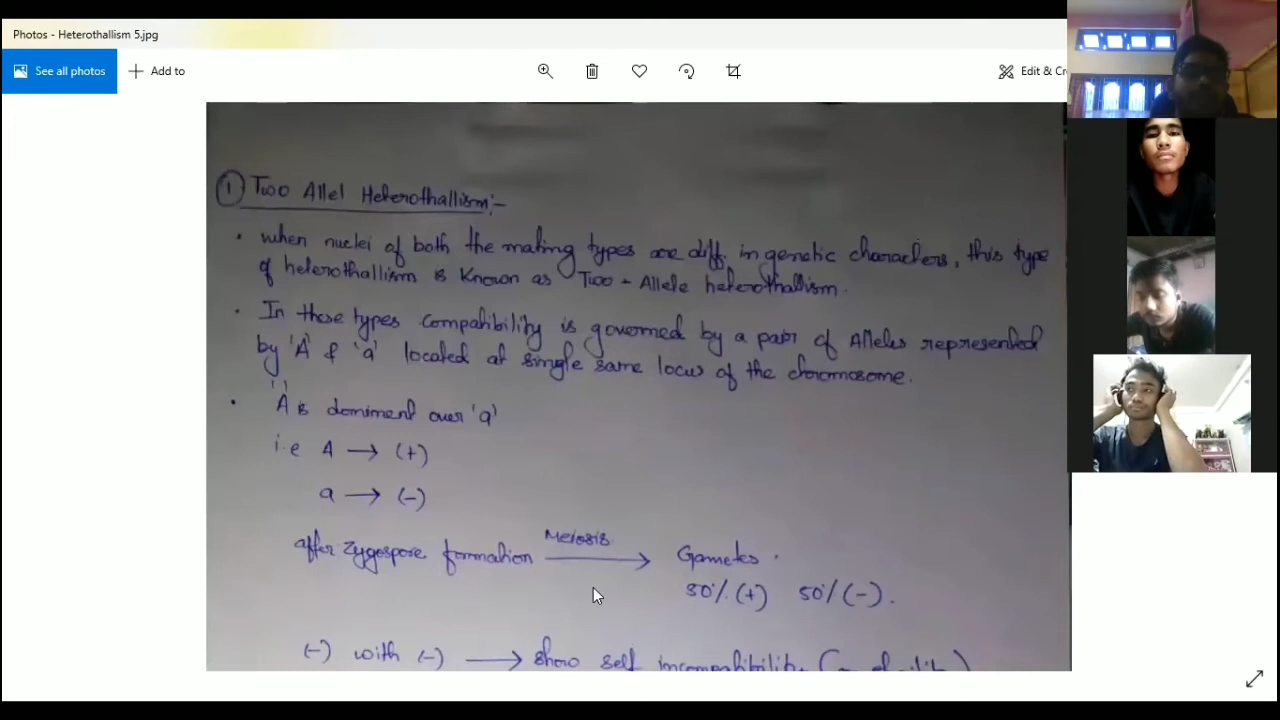 Photos - Heterothallism 5.jpg
See all photos
Add to
Edit & Cr
① Two Allel Heterothallism:-
• when nuclei of both the mating types are diff. in genetic characters, this type
of heterothallism is known as Two - Allele heterothallism.
• In these types compatibility is governed by a pair of Alleles represented
by 'A' & 'a' located at single same locus of the chromosome.
• 'A' is dominent over 'a'
i.e A → (+)
a → (-)
after zygospore formation Meiosis → Gametes.
50% (+) 50% (-).
(-) with (-) → show self incompatibility